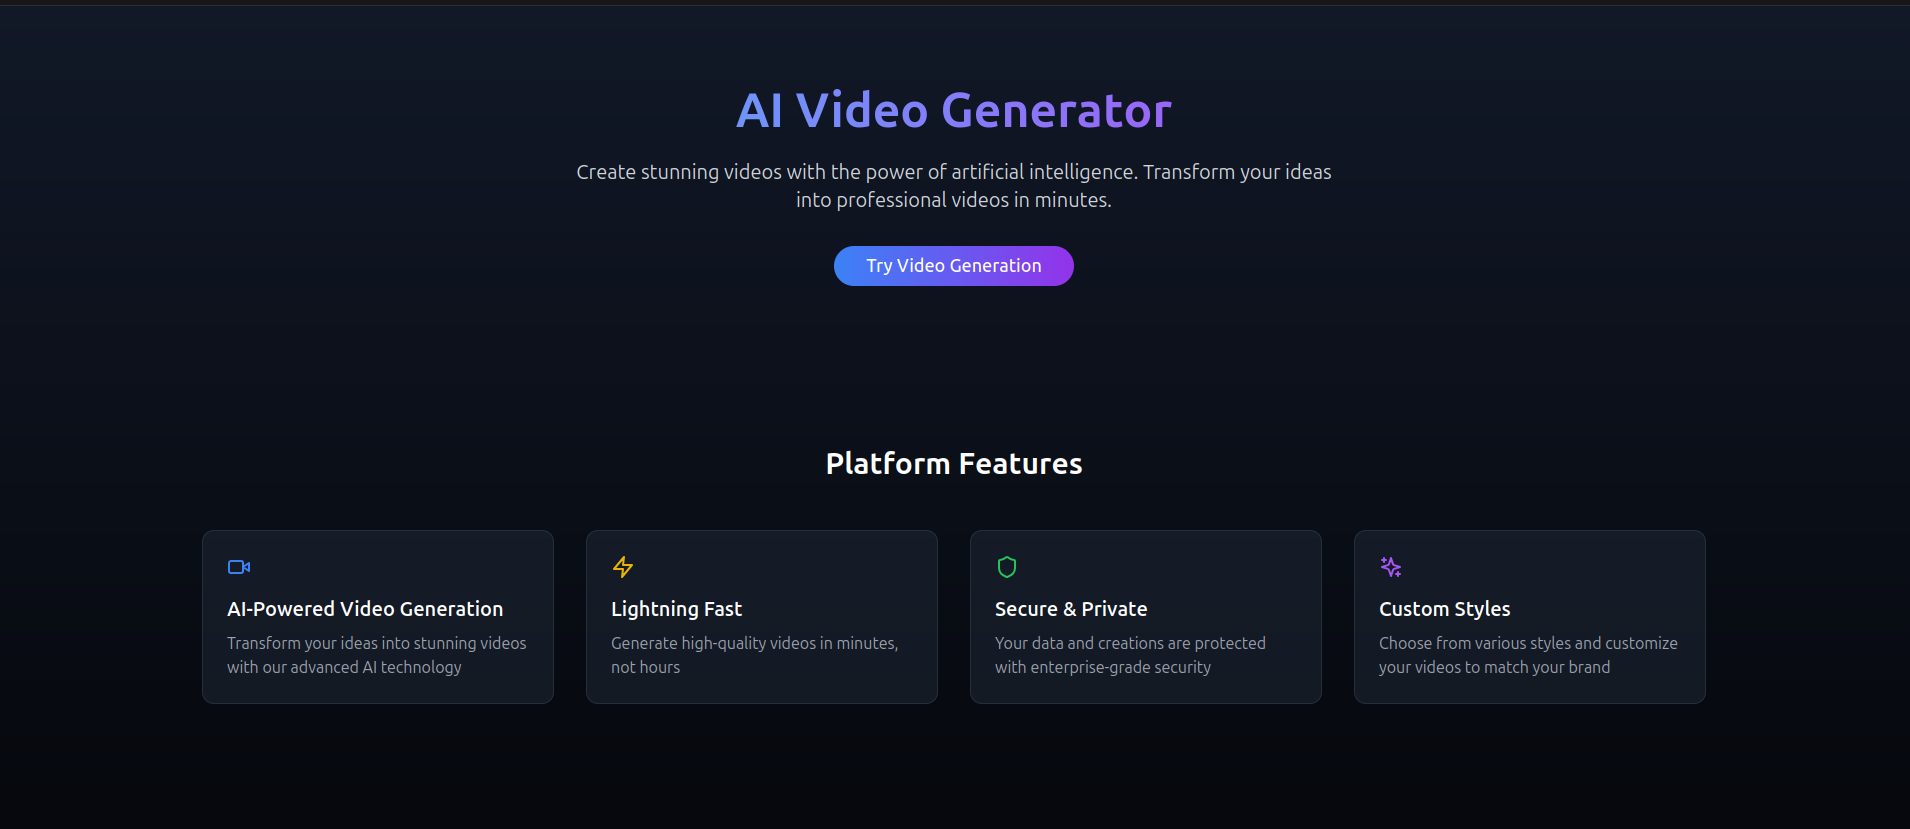 AI Video Generator
Create stunning videos with the power of artificial intelligence. Transform your ideas
into professional videos in minutes.
Try Video Generation
Platform Features
AI-Powered Video Generation
Transform your ideas into stunning videos
with our advanced AI technology
Lightning Fast
Generate high-quality videos in minutes,
not hours
Secure & Private
Your data and creations are protected
with enterprise-grade security
Custom Styles
Choose from various styles and customize
your videos to match your brand